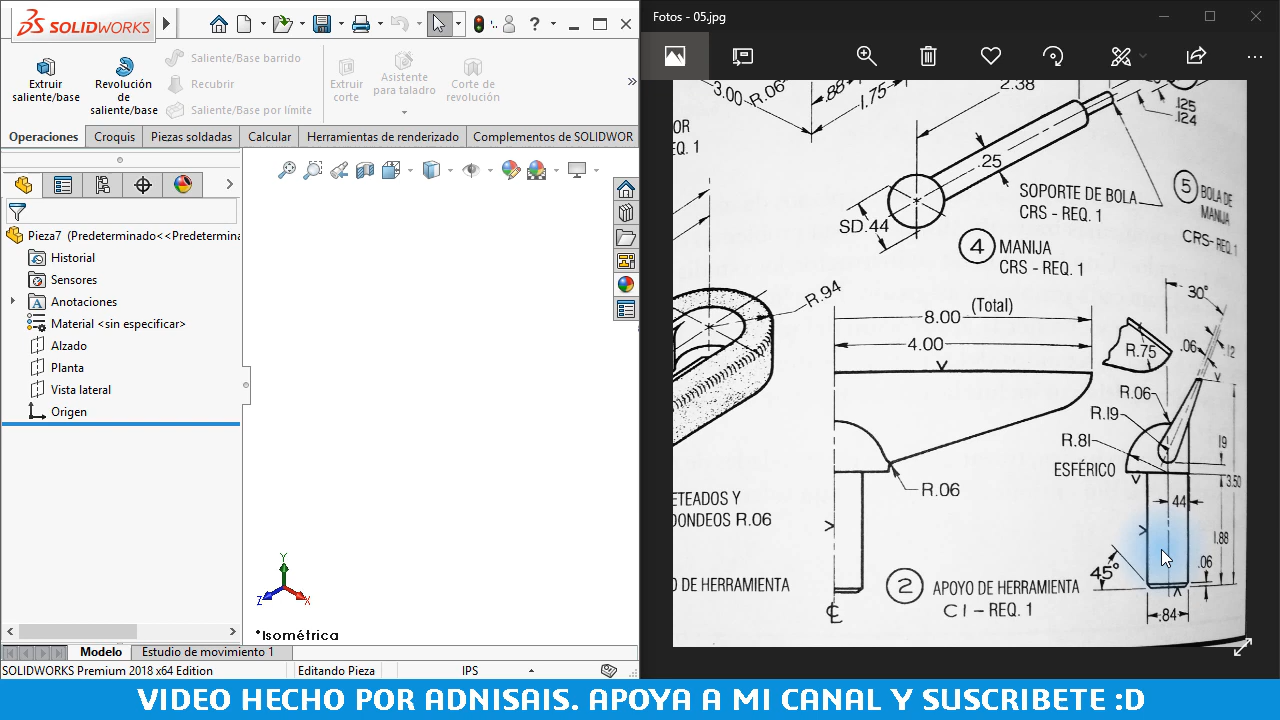 SOLIDWORKS
Fotos - 05.jpg
Extruir
saliente/base
Revolución
de
saliente/base
Saliente/Base barrido
Recubrir
Saliente/Base por límite
Extruir
corte
Asistente
para taladro
Corte de
revolución
Operaciones
Croquis
Piezas soldadas
Calcular
Herramientas de renderizado
Complementos de SOLIDWOR
Pieza7 (Predeterminado<<Predetermina
Historial
Sensores
Anotaciones
Material <sin especificar>
Alzado
Planta
Vista lateral
Origen
Y
Z
X
*Isométrica
Modelo
Estudio de movimiento 1
SOLIDWORKS Premium 2018 x64 Edition
Editando Pieza
IPS
3.00
R.06
.88
1.75
2.38
.125
.124
OR
EQ. 1
.25
SOPORTE DE BOLA
CRS - REQ. 1
5
BOLA DE
MANIJA
CRS- REQ. 1
SD.44
4
MANIJA
CRS - REQ. 1
R.94
(Total)
8.00
4.00
30°
R.75
.06
.12
R.06
R.19
R.81
ESFÉRICO
19
3.50
R.06
44
1.88
.06
ETEADOS Y
DONDEOS R.06
O DE HERRAMIENTA
2
APOYO DE HERRAMIENTA
C I - REQ. 1
45°
.84
VIDEO HECHO POR ADNISAIS. APOYA A MI CANAL Y SUSCRIBETE :D